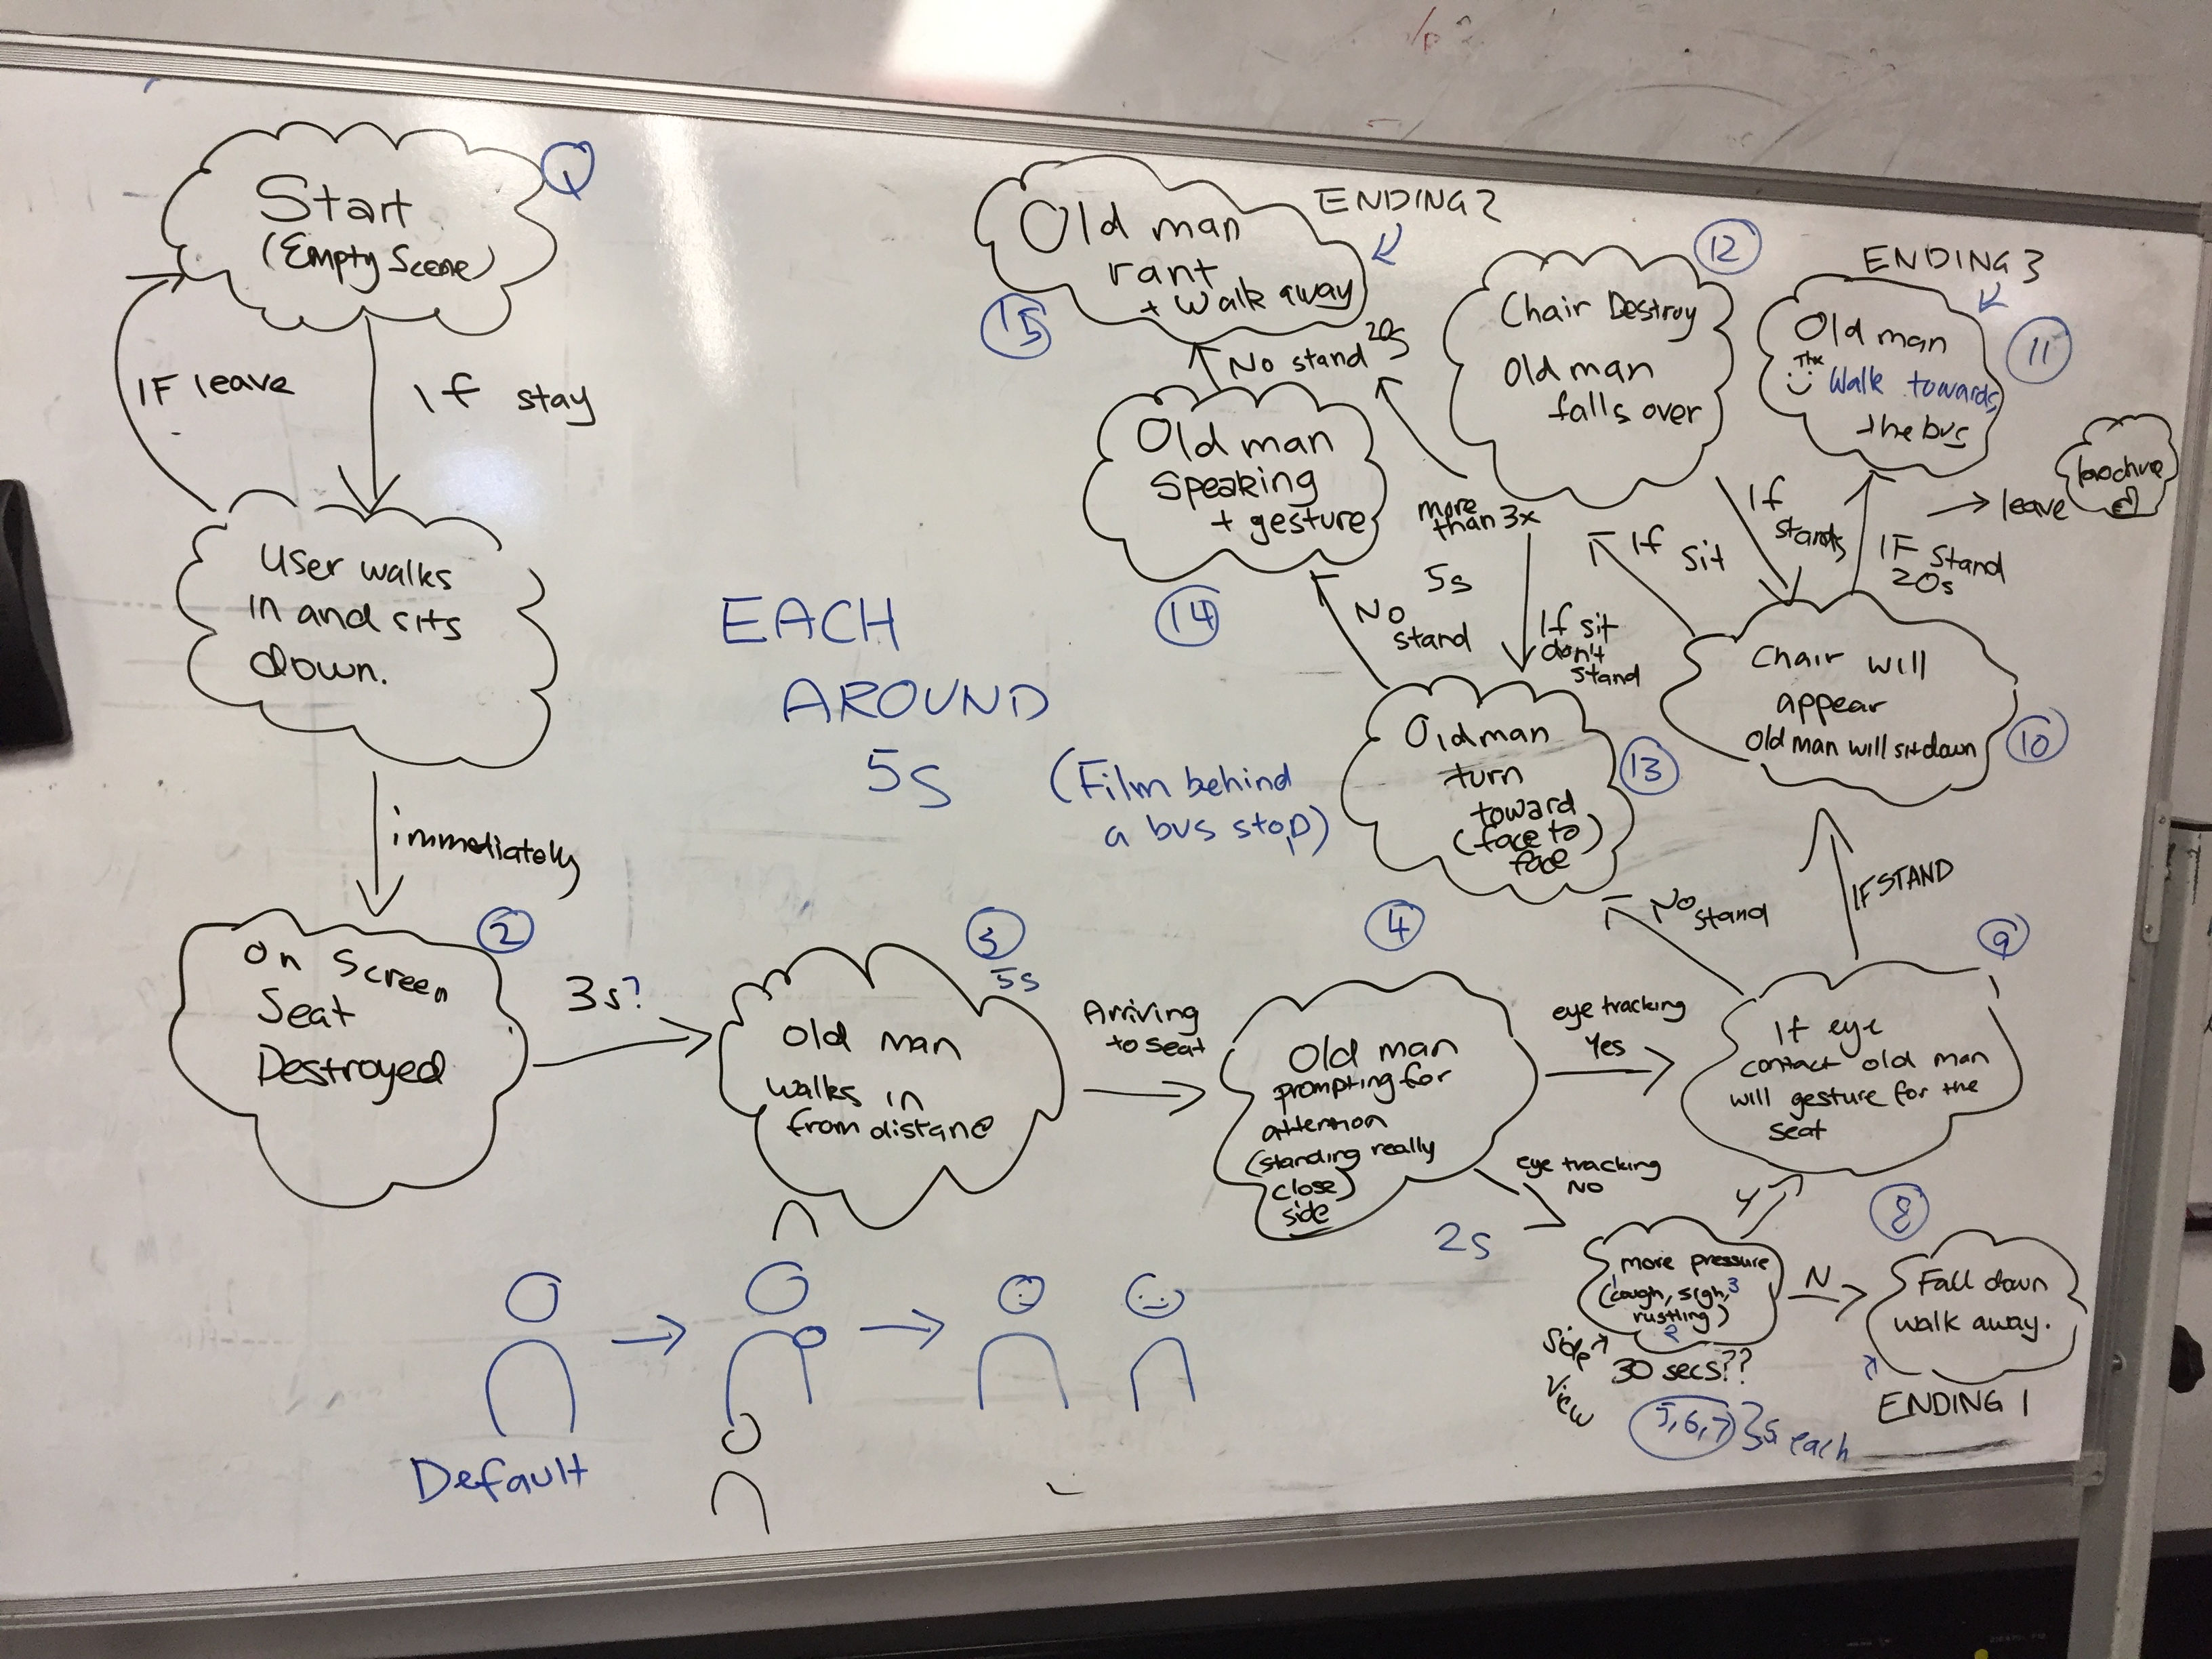 1
Start
(Empty Scene)
IF leave
If stay
User walks
in and sits
down.
immediately
2
On Screen
Seat
Destroyed
3s?
EACH
AROUND
5s
(Film behind
a bus stop)
3
5s
Old man
walks in
from distance
Arriving
to seat
4
Old man
prompting for
attention
(standing really
close)
side
eye tracking
Yes
eye tracking
NO
2s
more pressure
1
(cough, sigh, 3
rustling)
2
Side
View
30 secs??
5,6,7
5s each
Y
N
8
Fall down
walk away.
ENDING 1
9
If eye
contact old man
will gesture for the
seat
No
stand
IF STAND
10
Chair will
appear
Old man will sit down
If
stands
If sit
IF stand
20s
ENDING 3
11
Old man
Thx
Walk towards
the bus
leave
brochure
12
Chair Destroy
Old man
falls over
more
than 3x
If sit
don't
stand
13
Old man
turn
toward
(face to
face)
5s
No
stand
14
Old man
Speaking
+ gesture
No stand 20s
ENDING 2
15
Old man
rant
+ Walk away
Default